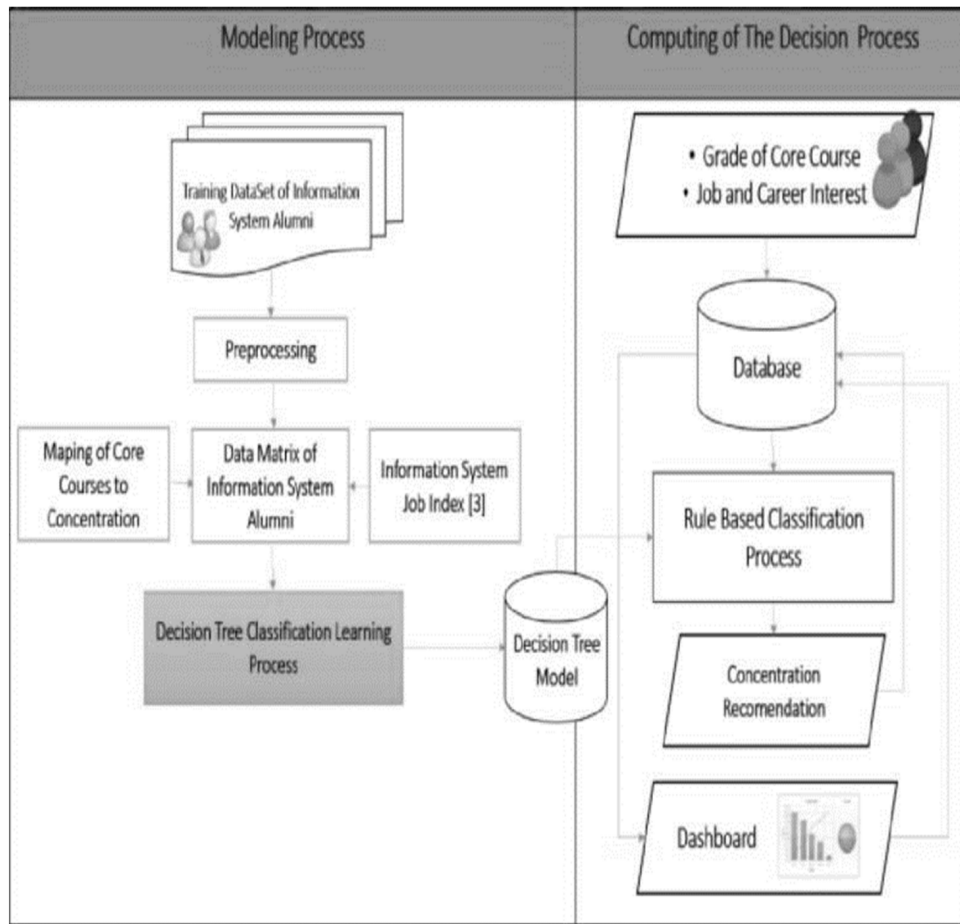 Modeling Process
Computing of The Decision Process
Training DataSet of Information
System Alumni
Preprocessing
Maping of Core
Courses to
Concentration
Data Matrix of
Information System
Alumni
Information System
Job Index [3]
Decision Tree Classification Learning
Process
Decision Tree
Model
• Grade of Core Course
• Job and Career Interest
Database
Rule Based Classification
Process
Concentration
Recomendation
Dashboard